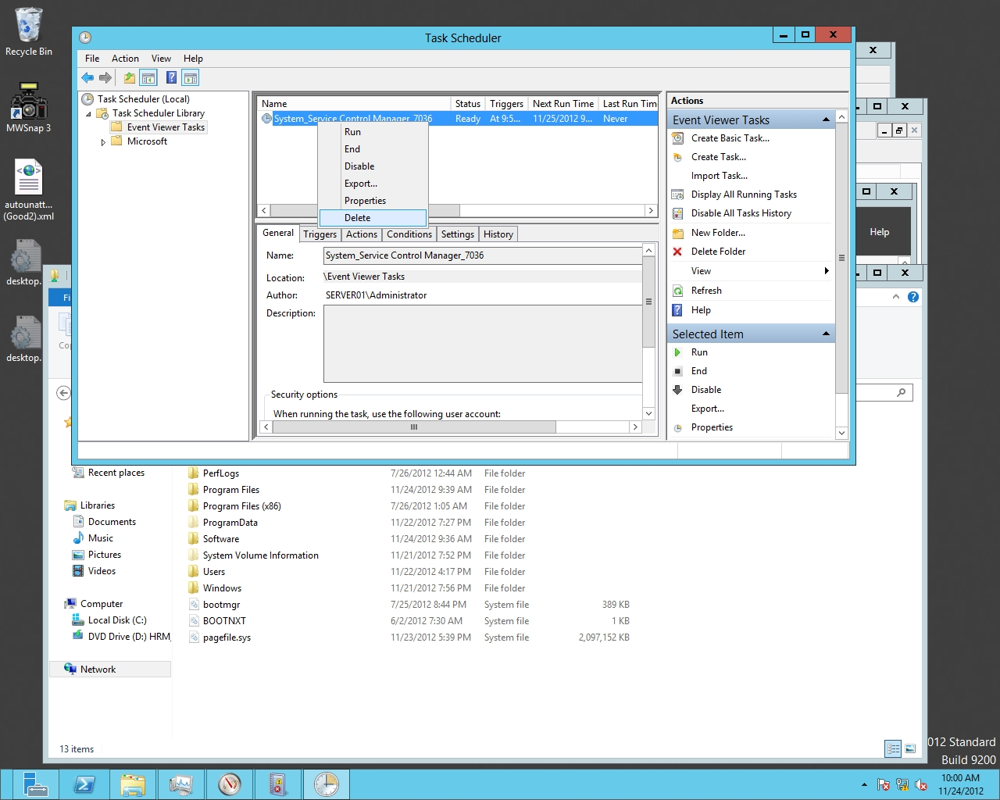 Recycle Bin
MWSnap 3
autounatt...
(Good2).xml
desktop.
desktop.
Task Scheduler
File Action View Help
Task Scheduler (Local)
Task Scheduler Library
Event Viewer Tasks
Microsoft
Name Status Triggers Next Run Time Last Run Time
System_Service Control Manager_7036 Ready At 9:5... 11/25/2012 9... Never
Run
End
Disable
Export...
Properties
Delete
General Triggers Actions Conditions Settings History
Name: System_Service Control Manager_7036
Location: \Event Viewer Tasks
Author: SERVER01\Administrator
Description:
Security options
When running the task, use the following user account:
Actions
Event Viewer Tasks
Create Basic Task...
Create Task...
Import Task...
Display All Running Tasks
Disable All Tasks History
New Folder...
Delete Folder
View
Refresh
Help
Selected Item
Run
End
Disable
Export...
Properties
Help
Fi
Co
Recent places
Libraries
Documents
Music
Pictures
Videos
Computer
Local Disk (C:)
DVD Drive (D:) HRM_
Network
PerfLogs 7/26/2012 12:44 AM File folder
Program Files 11/24/2012 9:39 AM File folder
Program Files (x86) 7/26/2012 1:05 AM File folder
ProgramData 11/22/2012 7:27 PM File folder
Software 11/24/2012 9:36 AM File folder
System Volume Information 11/21/2012 7:52 PM File folder
Users 11/22/2012 4:17 PM File folder
Windows 11/21/2012 7:56 PM File folder
bootmgr 7/25/2012 8:44 PM System file 389 KB
BOOTNXT 6/2/2012 7:30 AM System file 1 KB
pagefile.sys 11/23/2012 5:39 PM System file 2,097,152 KB
13 items
012 Standard
Build 9200
10:00 AM
11/24/2012